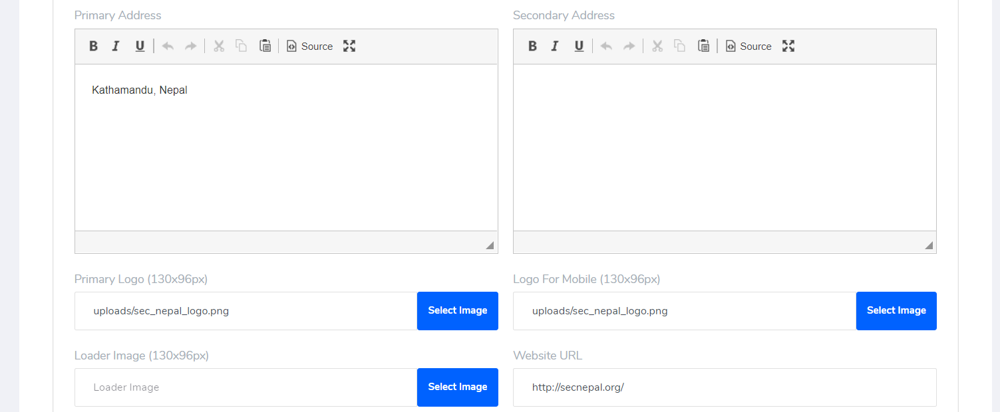 Primary Address
Secondary Address
B I U Source
B I U Source
Kathamandu, Nepal
Primary Logo (130x96px)
Logo For Mobile (130x96px)
uploads/sec_nepal_logo.png
Select Image
uploads/sec_nepal_logo.png
Select Image
Loader Image (130x96px)
Website URL
Loader Image
Select Image
http://secnepal.org/